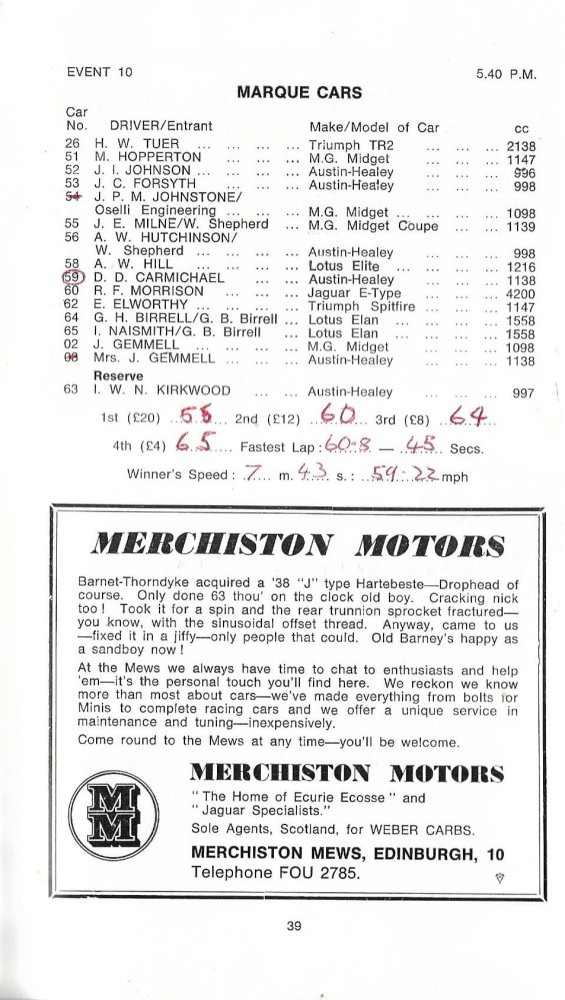 EVENT 10 5.40 P.M.
MARQUE CARS
Car
No. DRIVER/Entrant Make/Model of Car cc
26 H. W. TUER ... ... ... ... Triumph TR2 ... ... ... 2138
51 M. HOPPERTON ... ... ... M.G. Midget ... ... ... 1147
52 J. I. JOHNSON ... ... ... ... Austin-Healey ... ... ... 996
53 J. C. FORSYTH ... ... ... Austin-Healey ... ... ... 998
54 J. P. M. JOHNSTONE/
Oselli Engineering ... ... ... M.G. Midget ... ... ... ... 1098
55 J. E. MILNE/W. Shepherd ... M.G. Midget Coupe ... ... 1139
56 A. W. HUTCHINSON/
W. Shepherd ... ... ... ... Austin-Healey ... ... ... 998
58 A. W. HILL ... ... ... ... Lotus Elite ... ... ... ... 1216
59 D. D. CARMICHAEL ... ... Austin-Healey ... ... ... 1138
60 R. F. MORRISON ... ... ... Jaguar E-Type ... ... ... 4200
62 E. ELWORTHY ... ... ... ... Triumph Spitfire ... ... ... 1147
64 G. H. BIRRELL/G. B. Birrell ... Lotus Elan ... ... ... ... 1558
65 I. NAISMITH/G. B. Birrell ... Lotus Elan ... ... ... ... 1558
02 J. GEMMELL ... ... ... ... M.G. Midget ... ... ... 1098
08 Mrs. J. GEMMELL ... ... ... Austin-Healey ... ... ... 1138
Reserve
63 I. W. N. KIRKWOOD ... ... Austin-Healey ... ... ... 997
1st (£20) 55 2nd (£12) 60 3rd (£8) 64
4th (£4) 65 Fastest Lap: 60·8 — 45 Secs.
Winner's Speed: 7 m. 43 s.: 59·22 mph
MERCHISTON MOTORS
Barnet-Thorndyke acquired a '38 "J" type Hartebeste—Drophead of
course. Only done 63 thou' on the clock old boy. Cracking nick
too! Took it for a spin and the rear trunnion sprocket fractured—
you know, with the sinusoidal offset thread. Anyway, came to us
—fixed it in a jiffy—only people that could. Old Barney's happy as
a sandboy now!
At the Mews we always have time to chat to enthusiasts and help
'em—it's the personal touch you'll find here. We reckon we know
more than most about cars—we've made everything from bolts for
Minis to complete racing cars and we offer a unique service in
maintenance and tuning—inexpensively.
Come round to the Mews at any time—you'll be welcome.
MM
MERCHISTON MOTORS
"The Home of Ecurie Ecosse" and
"Jaguar Specialists."
Sole Agents, Scotland, for WEBER CARBS.
MERCHISTON MEWS, EDINBURGH, 10
Telephone FOU 2785.
39